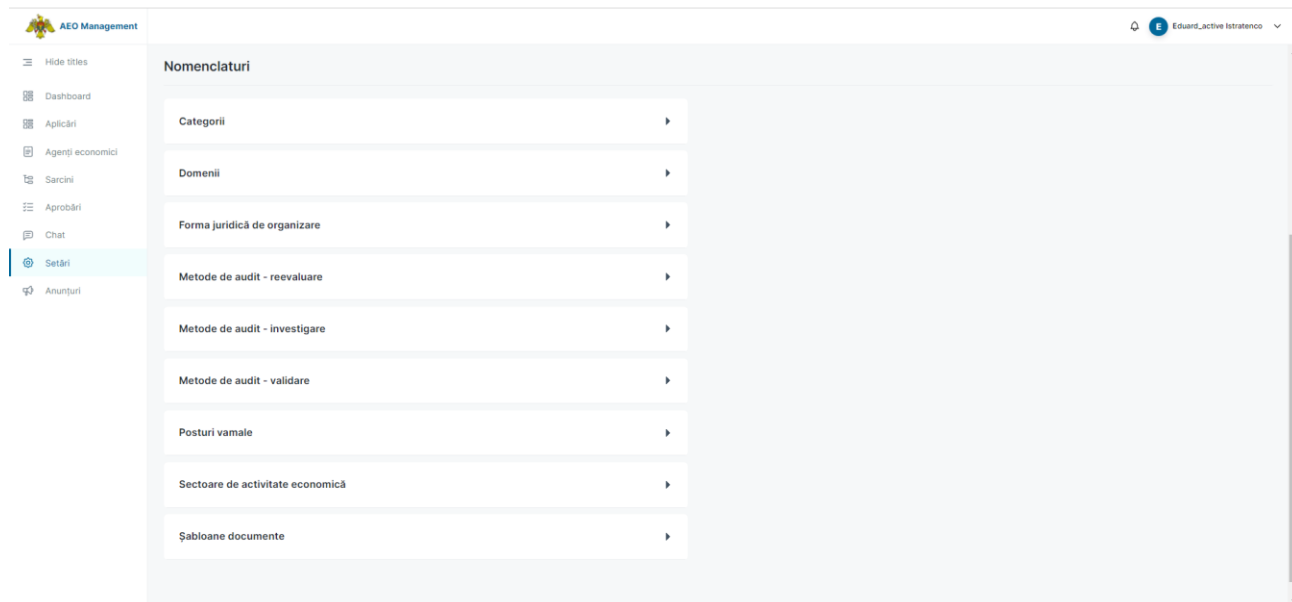 AEO Management
E
Eduard_active Istratenco
Hide titles
Dashboard
Aplicări
Agenți economici
Sarcini
Aprobări
Chat
Setări
Anunțuri
Nomenclaturi
Categorii
Domenii
Forma juridică de organizare
Metode de audit - reevaluare
Metode de audit - investigare
Metode de audit - validare
Posturi vamale
Sectoare de activitate economică
Șabloane documente